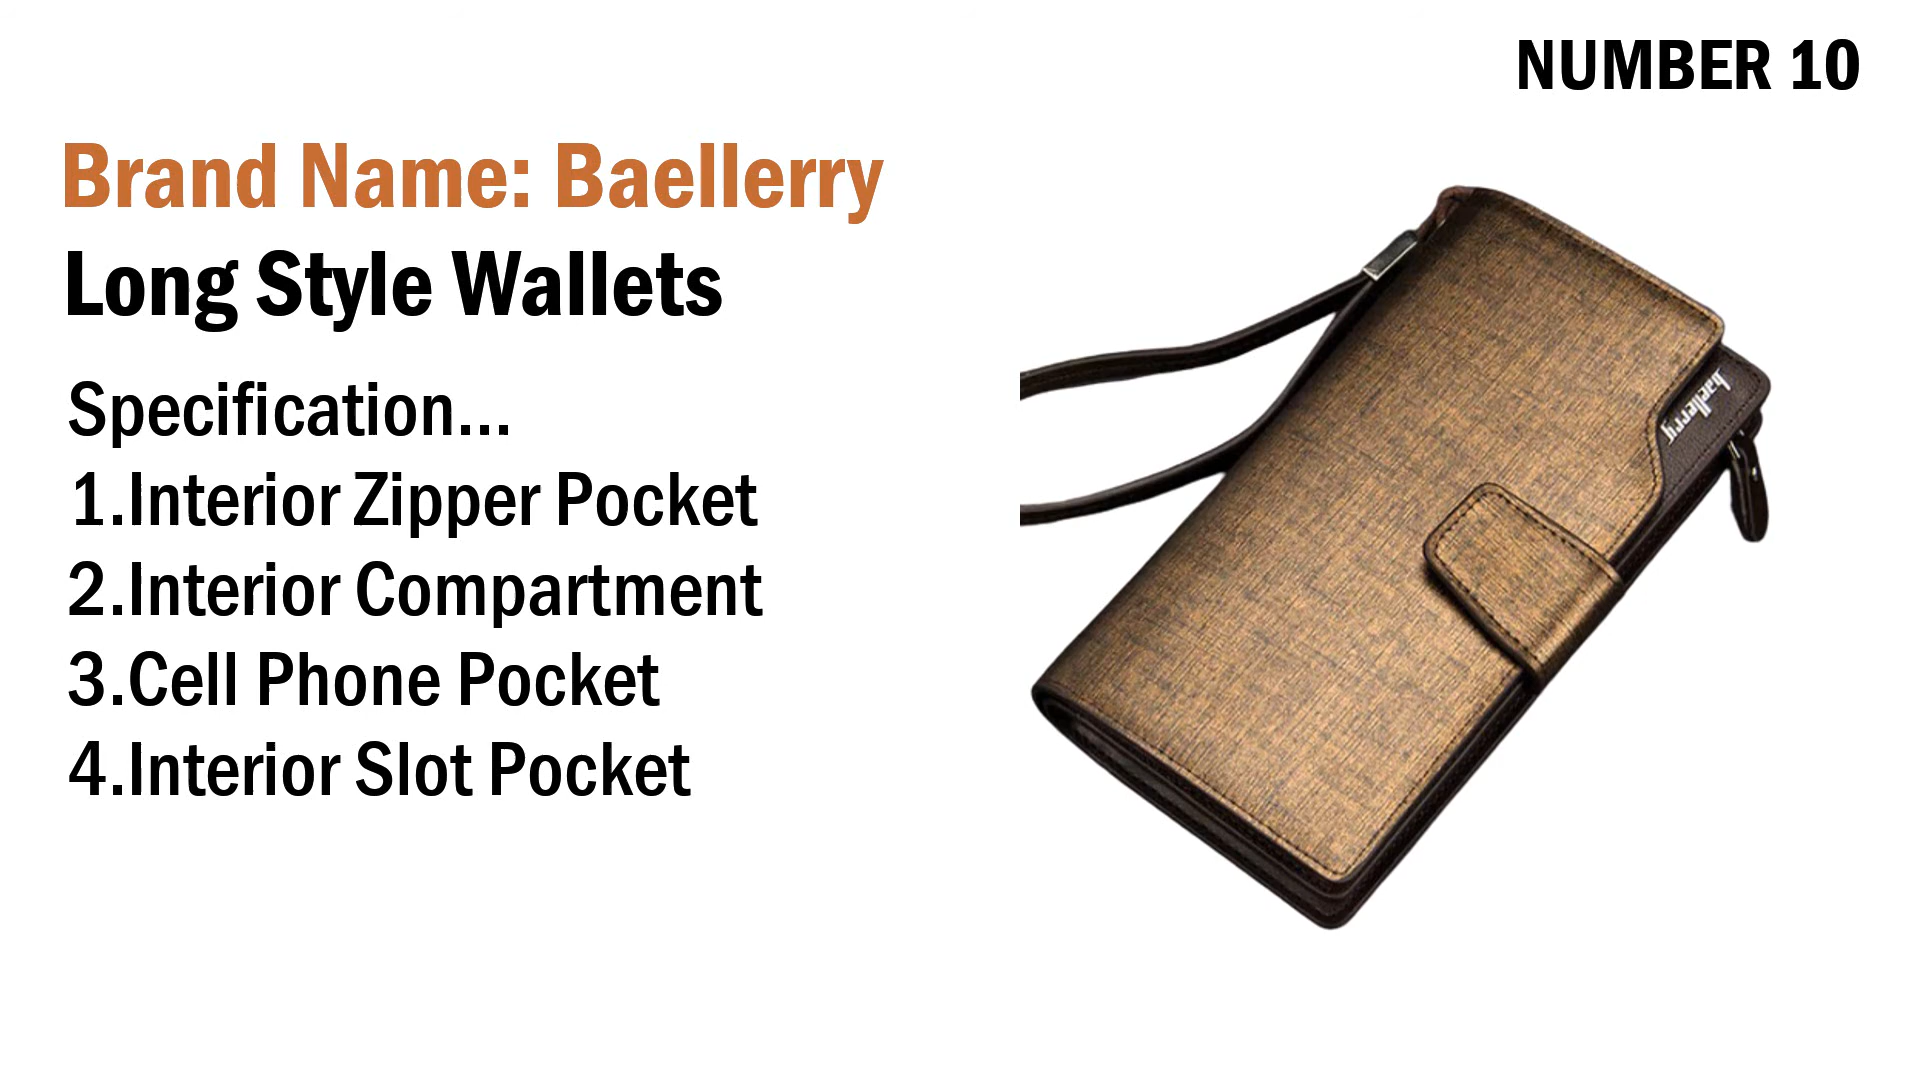 NUMBER 10
Brand Name: Baellerry
Long Style Wallets
Specification...
1.Interior Zipper Pocket
2.Interior Compartment
3.Cell Phone Pocket
4.Interior Slot Pocket
baellerry